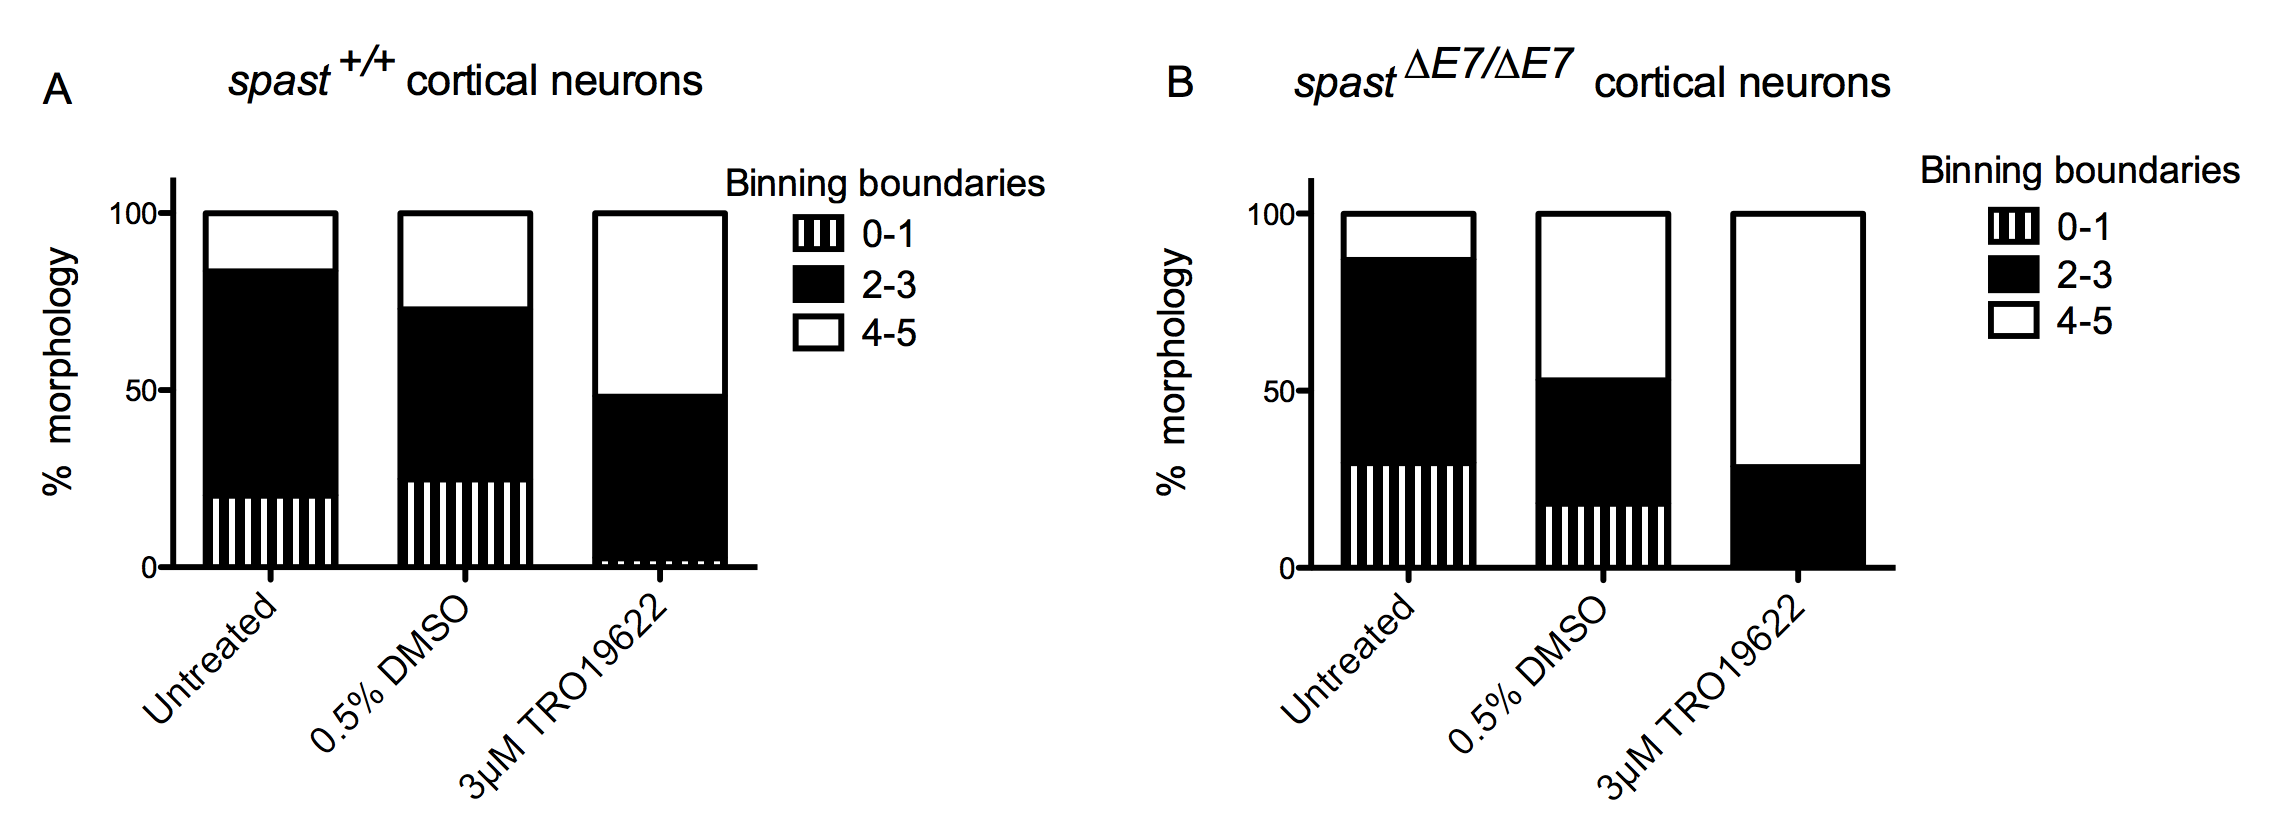 A
spast +/+ cortical neurons
% morphology
100
50
0
Untreated
0.5% DMSO
3µM TRO19622
Binning boundaries
0-1
2-3
4-5
B
spast ΔE7/ΔE7 cortical neurons
% morphology
100
50
0
Untreated
0.5% DMSO
3µM TRO19622
Binning boundaries
0-1
2-3
4-5